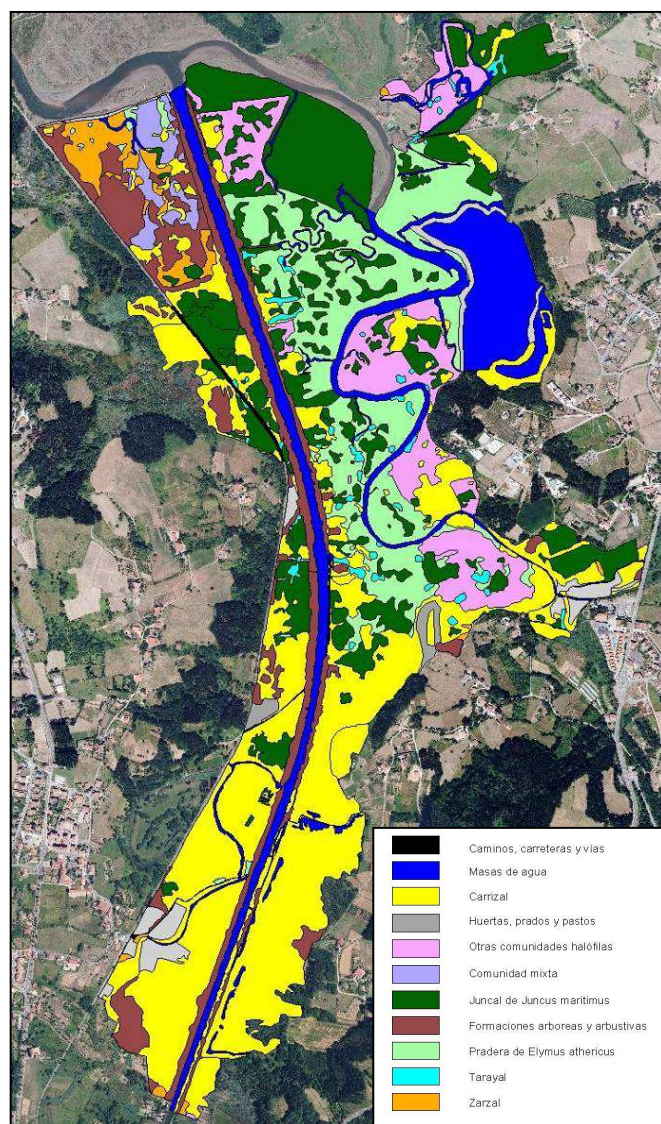 Caminos, carreteras y vías
Masas de agua
Carrizal
Huertas, prados y pastos
Otras comunidades halófilas
Comunidad mixta
Juncal de Juncus maritimus
Formaciones arboreas y arbustivas
Pradera de Elymus athericus
Tarayal
Zarzal